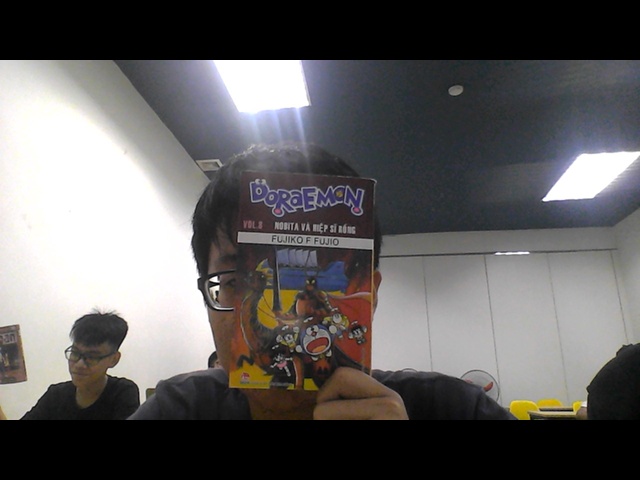 DORAEMON
VOL.8 NOBITA VÀ HIỆP SĨ RỒNG
FUJIKO F FUJIO